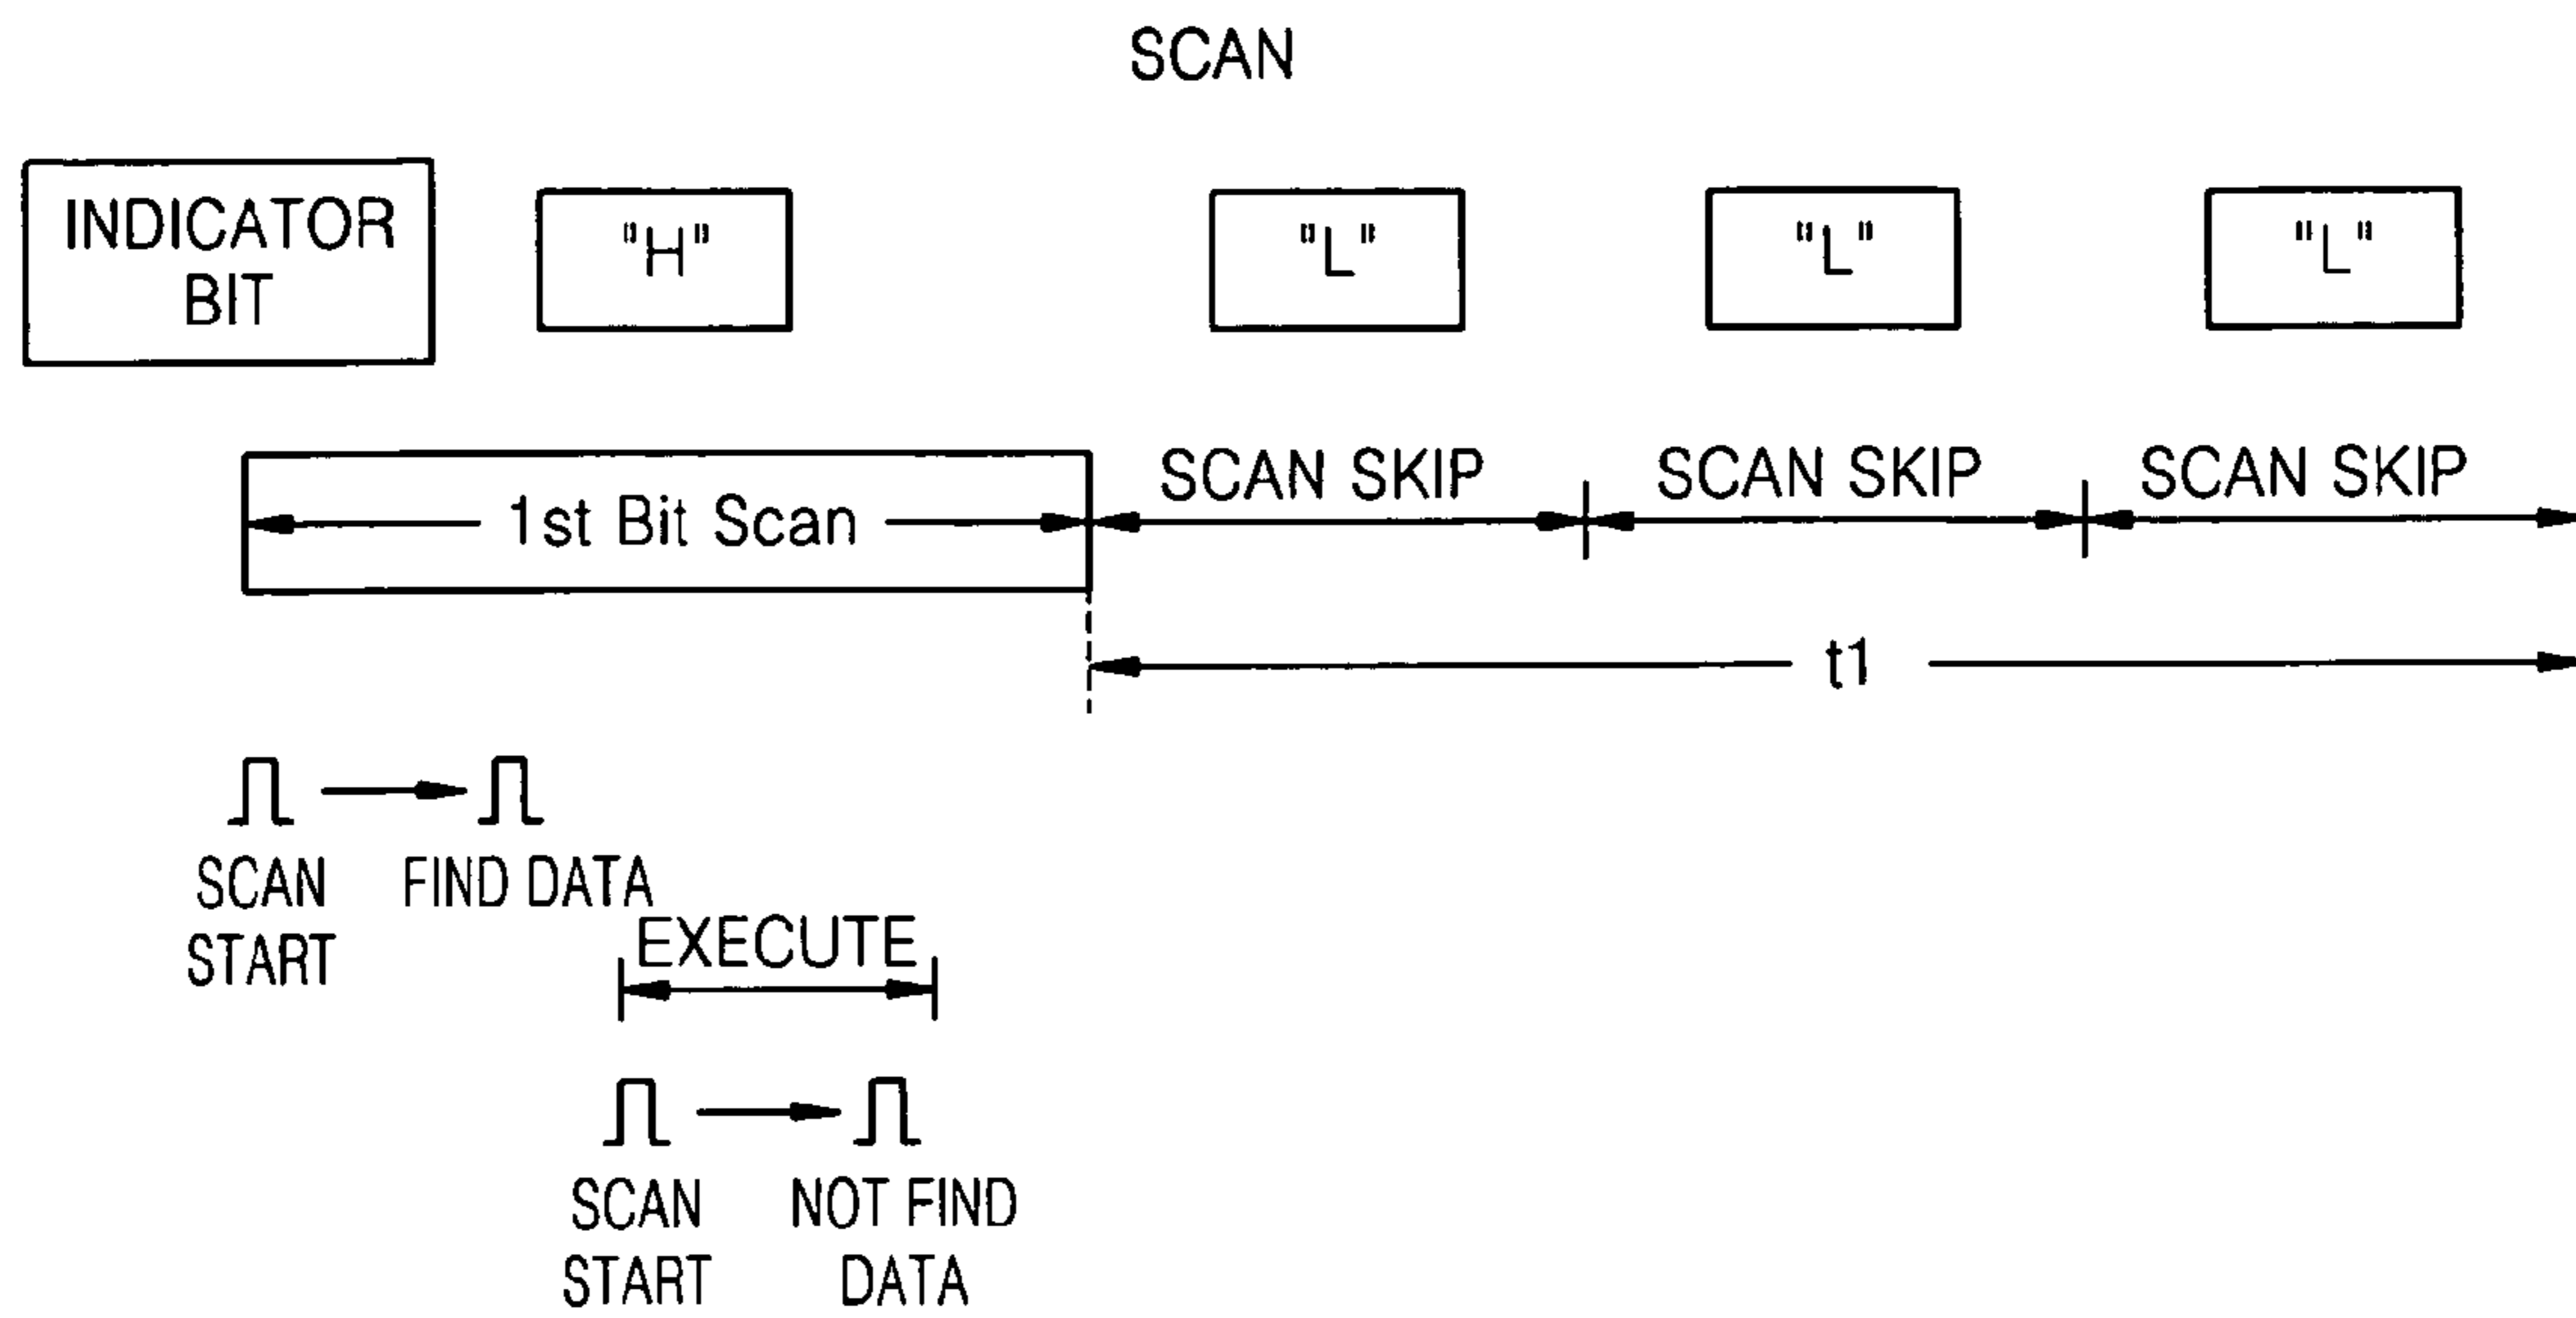 SCAN
INDICATOR
BIT
"H"
"L"
"L"
"L"
1st Bit Scan
SCAN SKIP
SCAN SKIP
SCAN SKIP
t1
SCAN
START
FIND DATA
EXECUTE
SCAN
START
NOT FIND
DATA